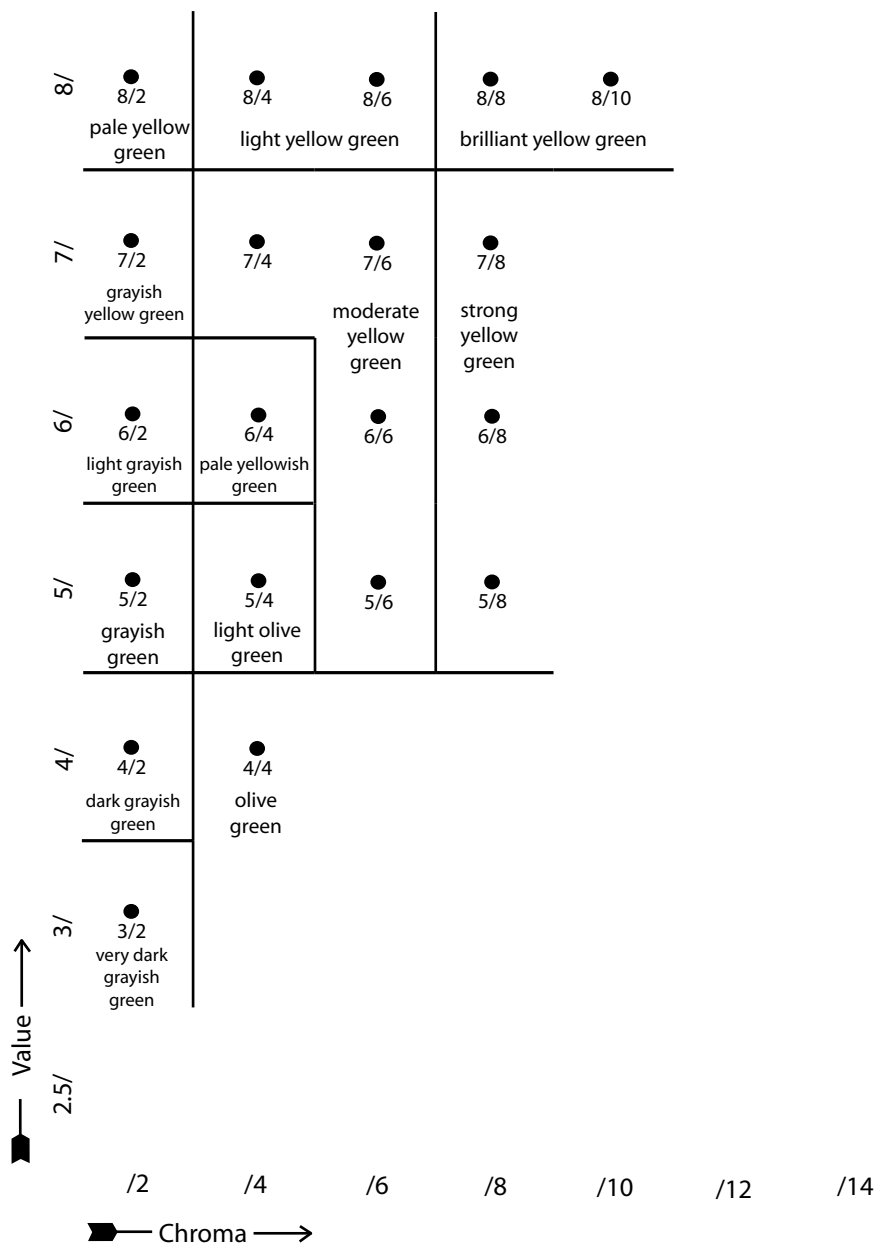 8/
8/2
8/4
8/6
8/8
8/10
pale yellow
green
light yellow green
brilliant yellow green
7/
7/2
7/4
7/6
7/8
grayish
yellow green
moderate
yellow
green
strong
yellow
green
6/
6/2
6/4
6/6
6/8
light grayish
green
pale yellowish
green
5/
5/2
5/4
5/6
5/8
grayish
green
light olive
green
4/
4/2
4/4
dark grayish
green
olive
green
3/
3/2
very dark
grayish
green
2.5/
Value
/2
/4
/6
/8
/10
/12
/14
Chroma